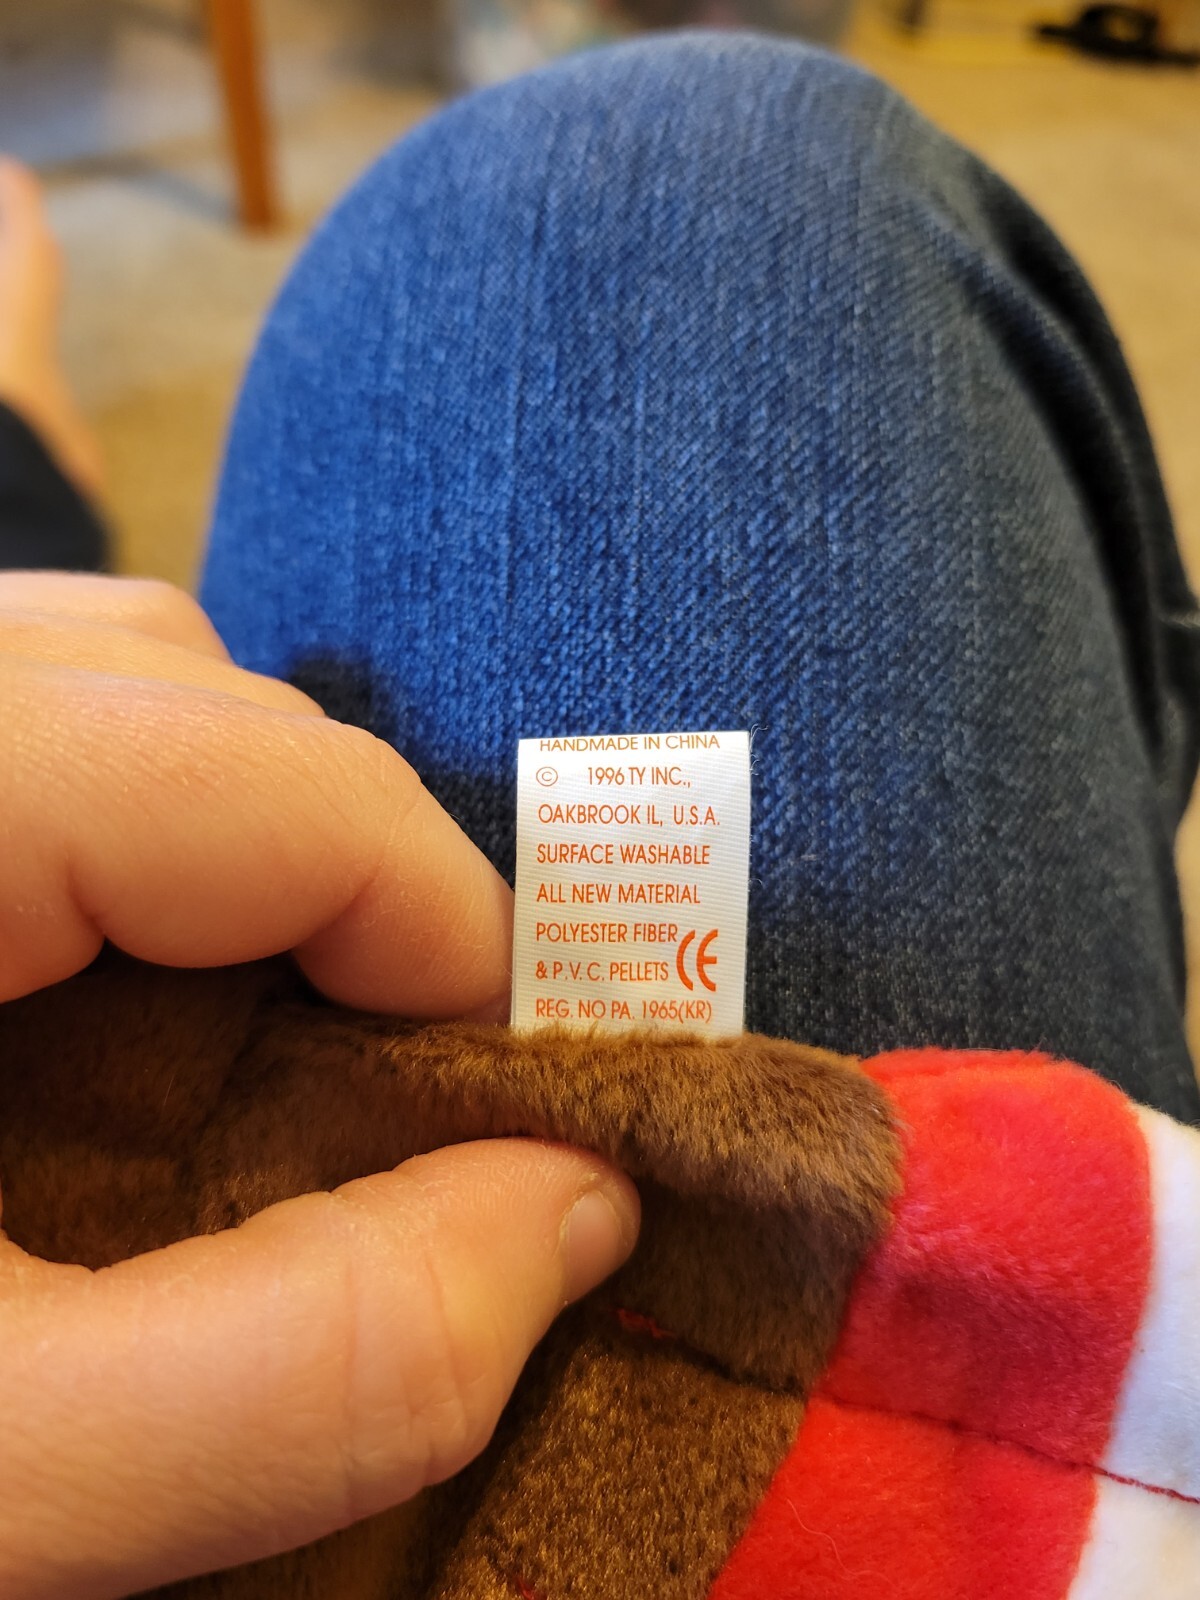 HANDMADE IN CHINA
© 1996 TY INC.,
OAKBROOK IL, U.S.A.
SURFACE WASHABLE
ALL NEW MATERIAL
POLYESTER FIBER
& P.V.C. PELLETS CE
REG. NO PA. 1965(KR)